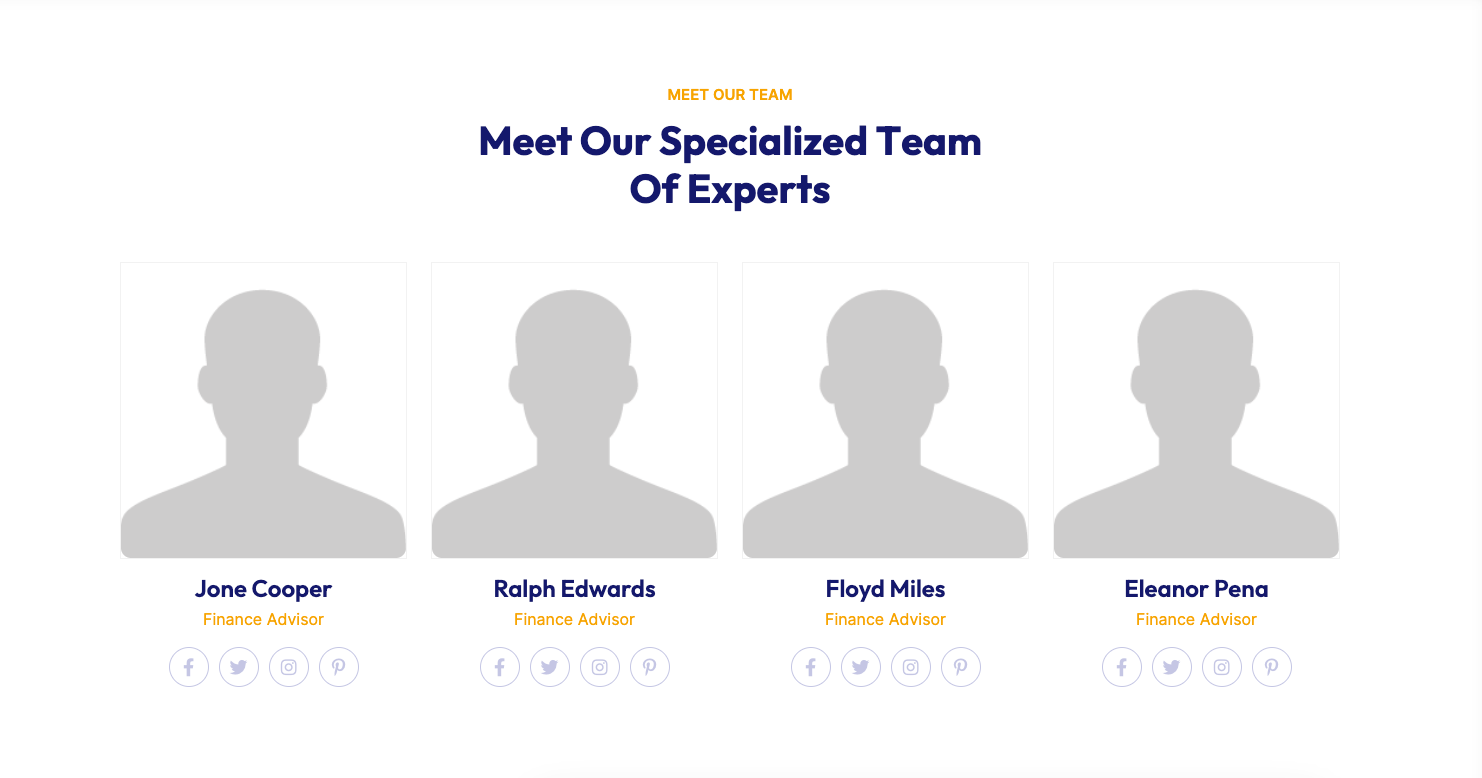 MEET OUR TEAM
Meet Our Specialized Team
Of Experts
Jone Cooper
Finance Advisor
Ralph Edwards
Finance Advisor
Floyd Miles
Finance Advisor
Eleanor Pena
Finance Advisor